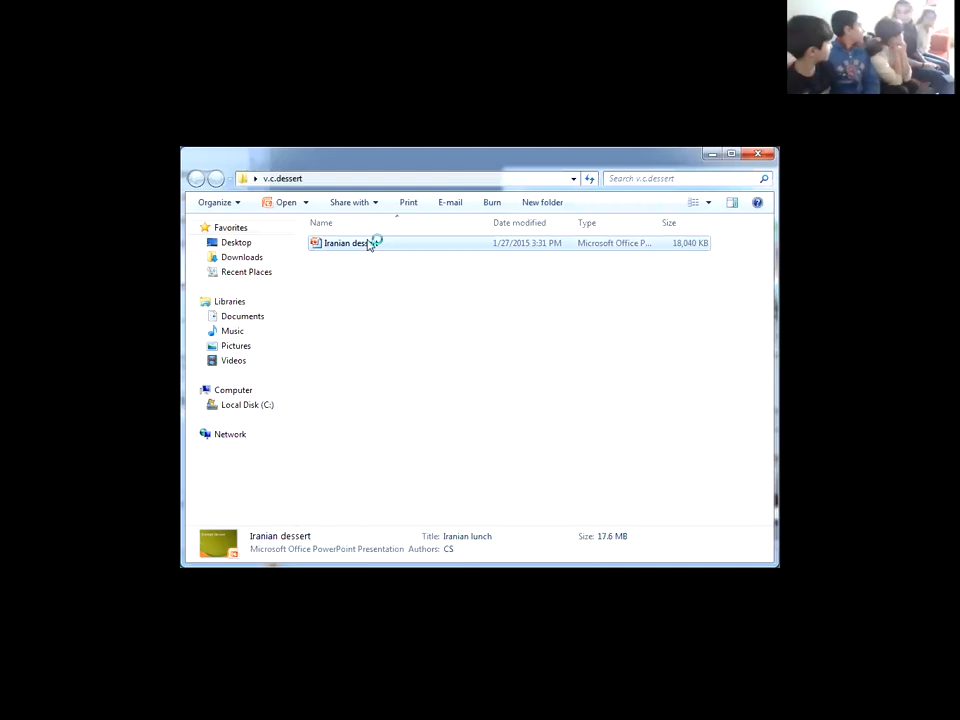 v.c.dessert
Search v.c.dessert
Organize Open Share with Print E-mail Burn New folder
Name Date modified Type Size
Favorites
Iranian dess 1/27/2015 3:31 PM Microsoft Office P... 18,040 KB
Desktop
Downloads
Recent Places
Libraries
Documents
Music
Pictures
Videos
Computer
Local Disk (C:)
Network
Iranian dessert Title: Iranian lunch Size: 17.6 MB
Microsoft Office PowerPoint Presentation Authors: CS